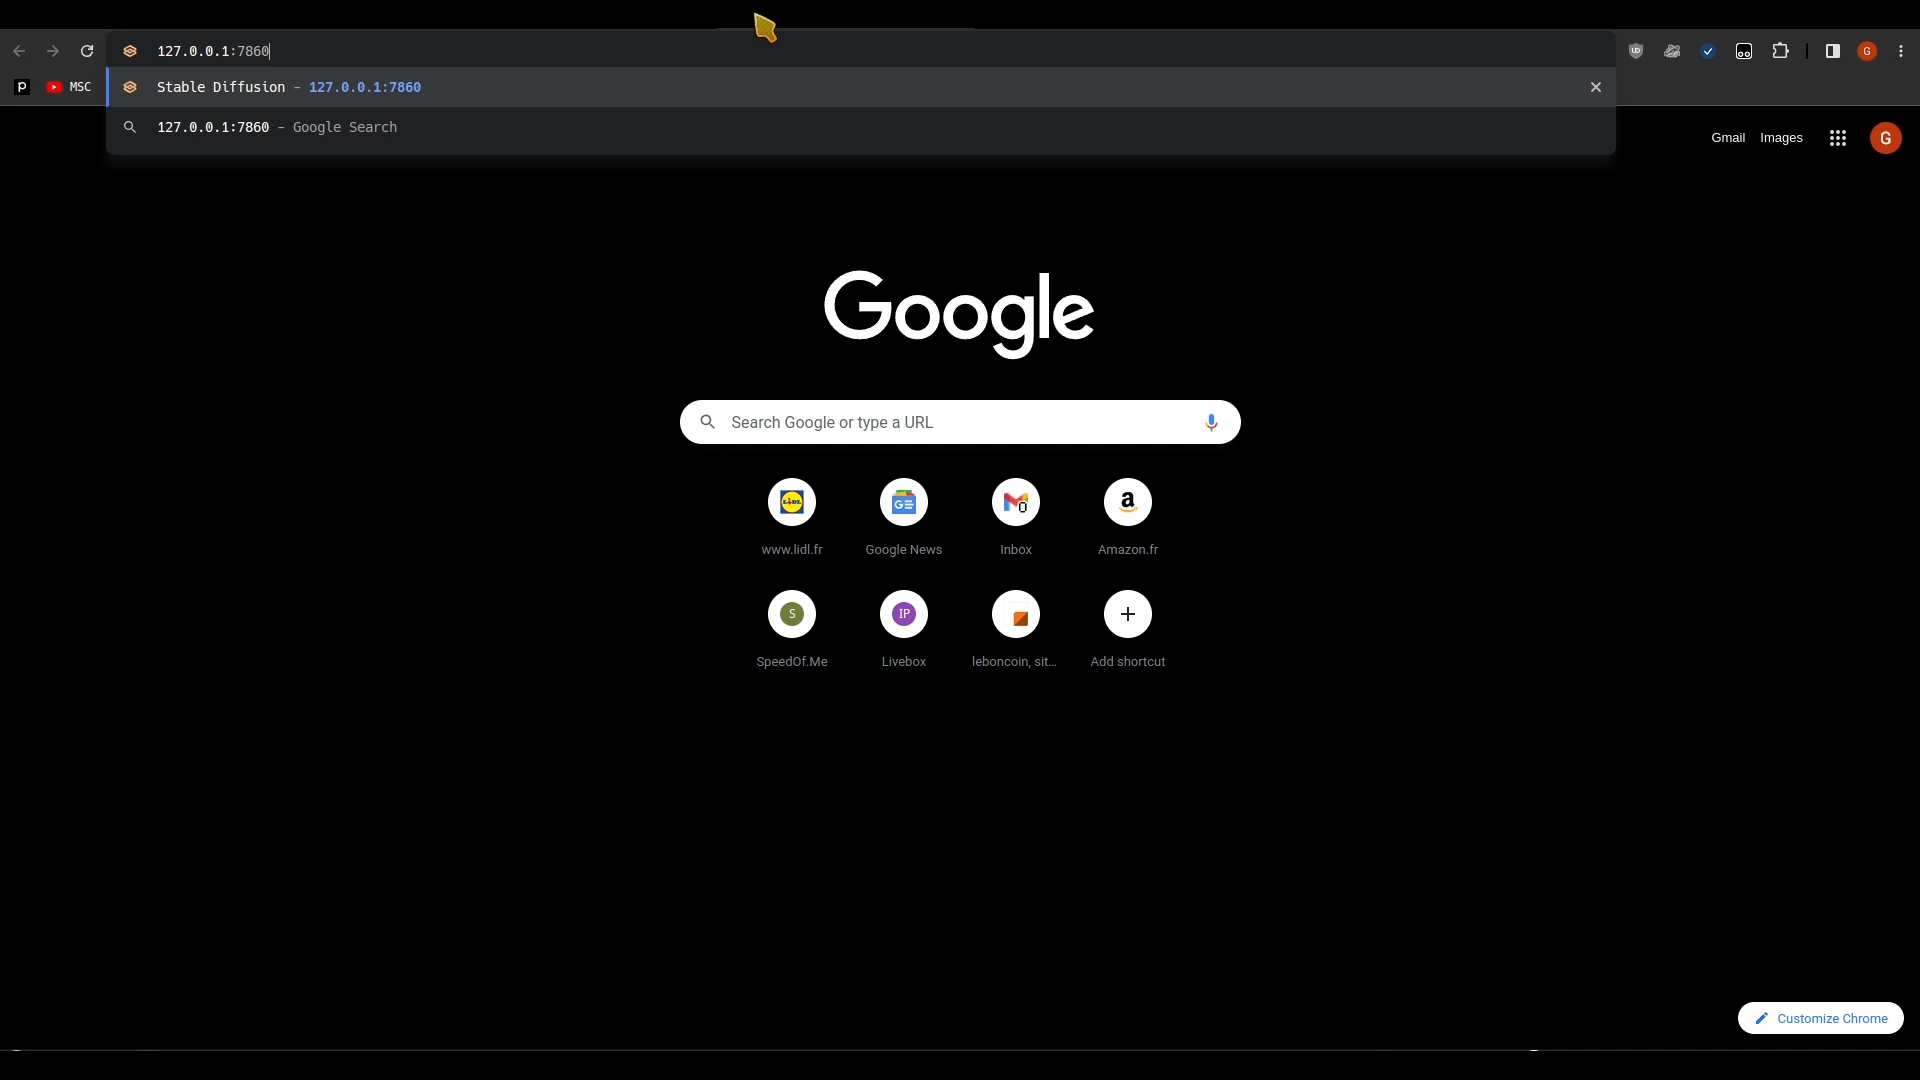 127.0.0.1:7860
MSC
Stable Diffusion - 127.0.0.1:7860
127.0.0.1:7860 - Google Search
G
Gmail Images G
Google
Search Google or type a URL
LIDL
www.lidl.fr Google News Inbox Amazon.fr
S IP
SpeedOf.Me Livebox leboncoin, sit... Add shortcut
Customize Chrome